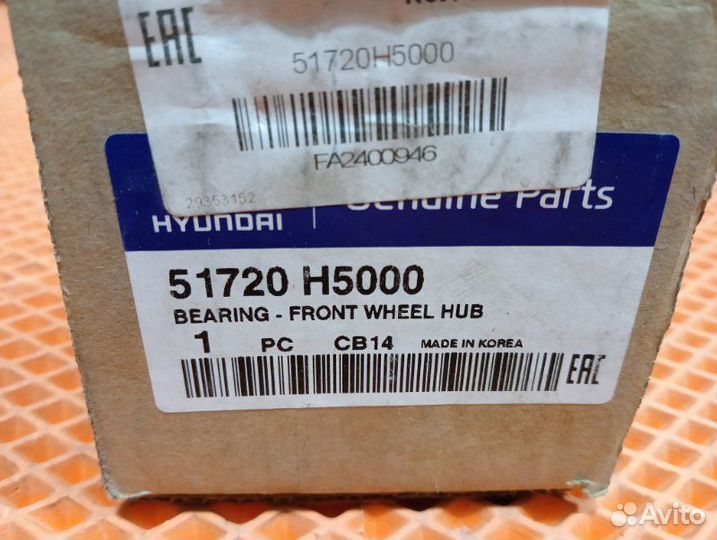 EAC
51720H5000
FA2400946
29353152
HYUNDAI
Genuine Parts
51720 H5000
BEARING - FRONT WHEEL HUB
1 PC CB14 MADE IN KOREA
EAC
Avito